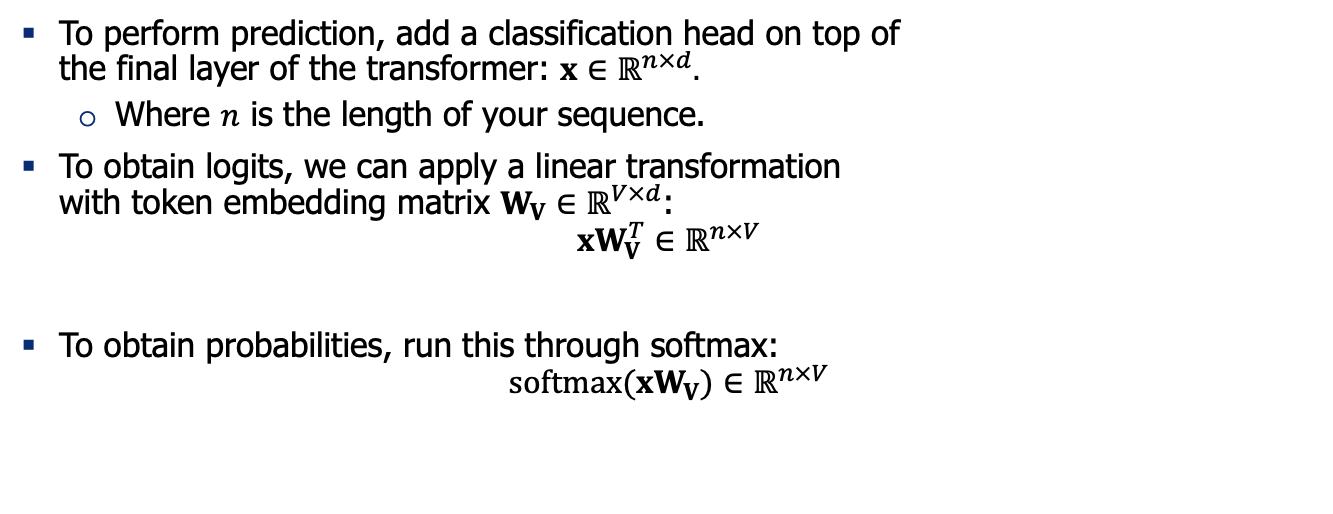 ▪ To perform prediction, add a classification head on top of
the final layer of the transformer: 𝐱 ∈ ℝⁿˣᵈ.
○ Where 𝑛 is the length of your sequence.
▪ To obtain logits, we can apply a linear transformation
with token embedding matrix 𝐖_𝐕 ∈ ℝ^{𝑉×𝑑}:
𝐱𝐖_𝐕^𝑇 ∈ ℝ^{𝑛×𝑉}
▪ To obtain probabilities, run this through softmax:
softmax(𝐱𝐖_𝐕) ∈ ℝ^{𝑛×𝑉}